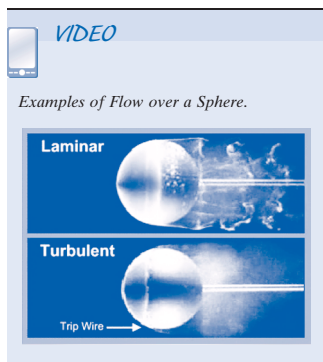 VIDEO
Examples of Flow over a Sphere.
Laminar
Turbulent
Trip Wire